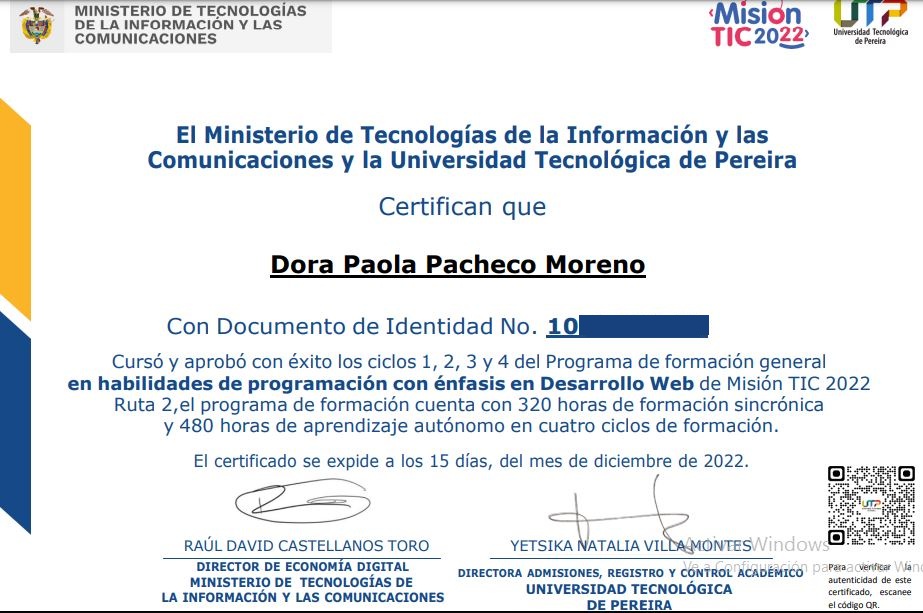 MINISTERIO DE TECNOLOGÍAS
DE LA INFORMACIÓN Y LAS
COMUNICACIONES
Misión
TIC 2022
UTP
Universidad Tecnológica
de Pereira
El Ministerio de Tecnologías de la Información y las
Comunicaciones y la Universidad Tecnológica de Pereira
Certifican que
Dora Paola Pacheco Moreno
Con Documento de Identidad No. 10
Cursó y aprobó con éxito los ciclos 1, 2, 3 y 4 del Programa de formación general
en habilidades de programación con énfasis en Desarrollo Web de Misión TIC 2022
Ruta 2,el programa de formación cuenta con 320 horas de formación sincrónica
y 480 horas de aprendizaje autónomo en cuatro ciclos de formación.
El certificado se expide a los 15 días, del mes de diciembre de 2022.
RAÚL DAVID CASTELLANOS TORO
DIRECTOR DE ECONOMÍA DIGITAL
MINISTERIO DE TECNOLOGÍAS DE
LA INFORMACIÓN Y LAS COMUNICACIONES
YETSIKA NATALIA VILLA MONTES
DIRECTORA ADMISIONES, REGISTRO Y CONTROL ACADÉMICO
UNIVERSIDAD TECNOLÓGICA
DE PEREIRA
UTP
Activar Windows
Ve a Configuración para activar Win
Para verificar la
autenticidad de este
certificado, escanee
el código QR.